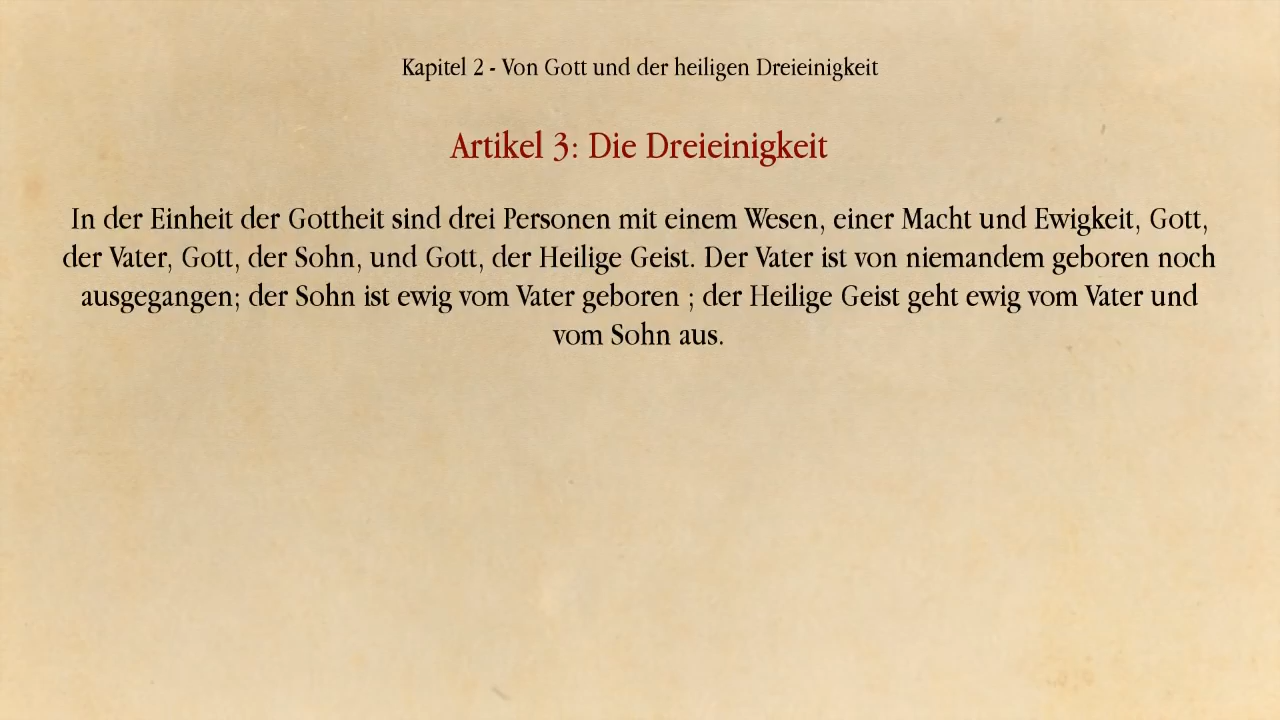 Kapitel 2 - Von Gott und der heiligen Dreieinigkeit
Artikel 3: Die Dreieinigkeit
In der Einheit der Gottheit sind drei Personen mit einem Wesen, einer Macht und Ewigkeit, Gott,
der Vater, Gott, der Sohn, und Gott, der Heilige Geist. Der Vater ist von niemandem geboren noch
ausgegangen; der Sohn ist ewig vom Vater geboren ; der Heilige Geist geht ewig vom Vater und
vom Sohn aus.